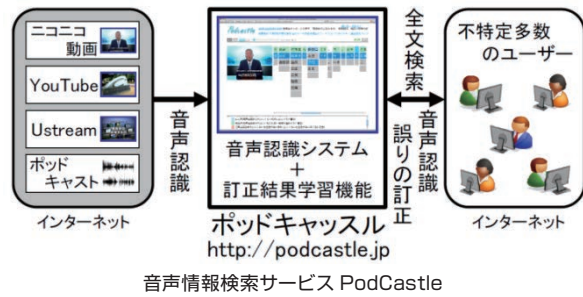 ニコニコ
動画
YouTube
Ustream
ポッド
キャスト
インターネット
音声認識
Podcastle
音声認識システム
+
訂正結果学習機能
ポッドキャッスル
http://podcastle.jp
全文検索
音声認識
誤りの訂正
不特定多数
のユーザー
インターネット
音声情報検索サービス PodCastle